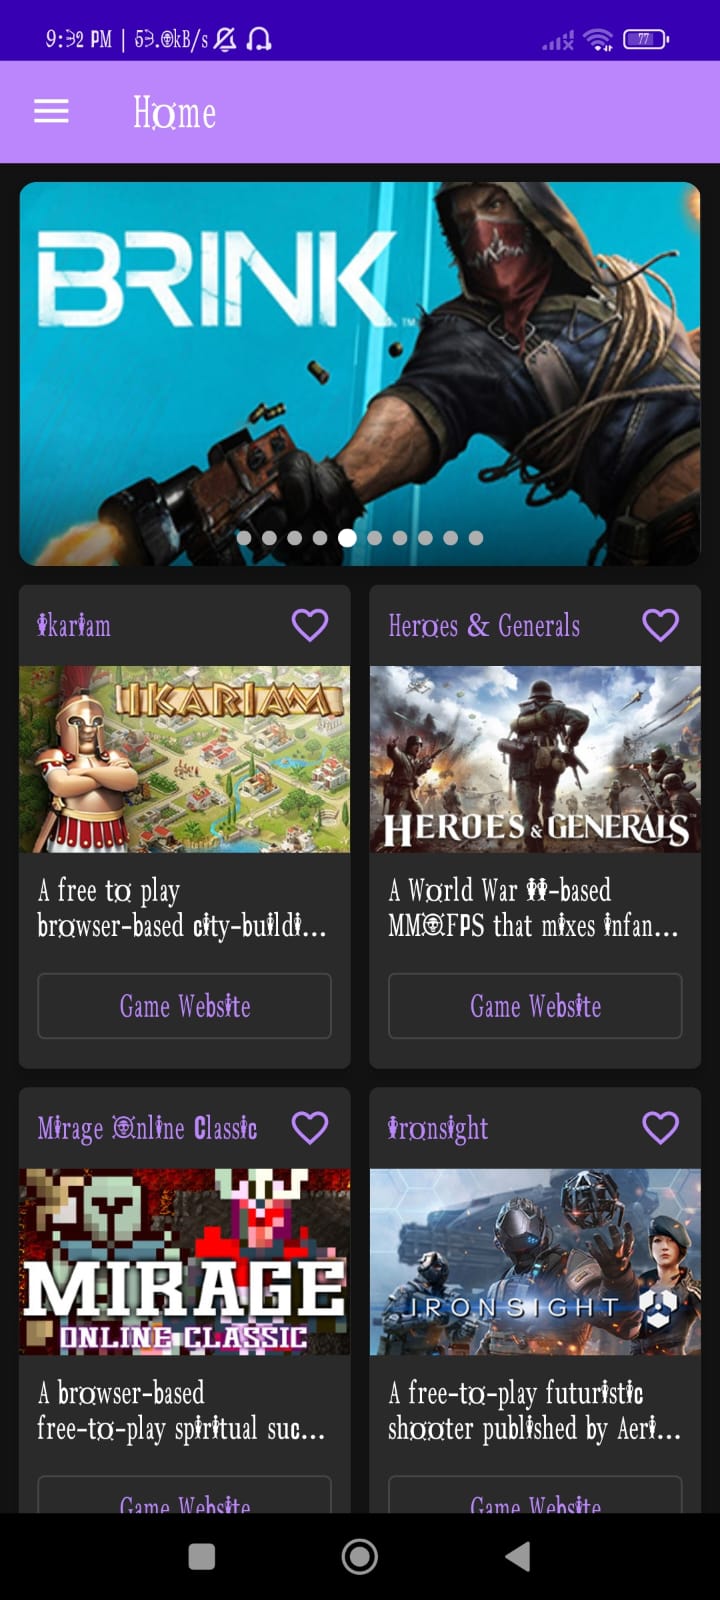 9:32 PM | 53.0kB/s
77
Home
BRINK™
Ikariam
Heroes & Generals
IKARIAM
HEROES & GENERALS
A free to play
browser-based city-buildi...
A World War II-based
MMOFPS that mixes infan...
Game Website
Game Website
Mirage Online Classic
Ironsight
MIRAGE
ONLINE CLASSIC
IRONSIGHT
A browser-based
free-to-play spiritual suc...
A free-to-play futuristic
shooter published by Aeri...
Game Website
Game Website